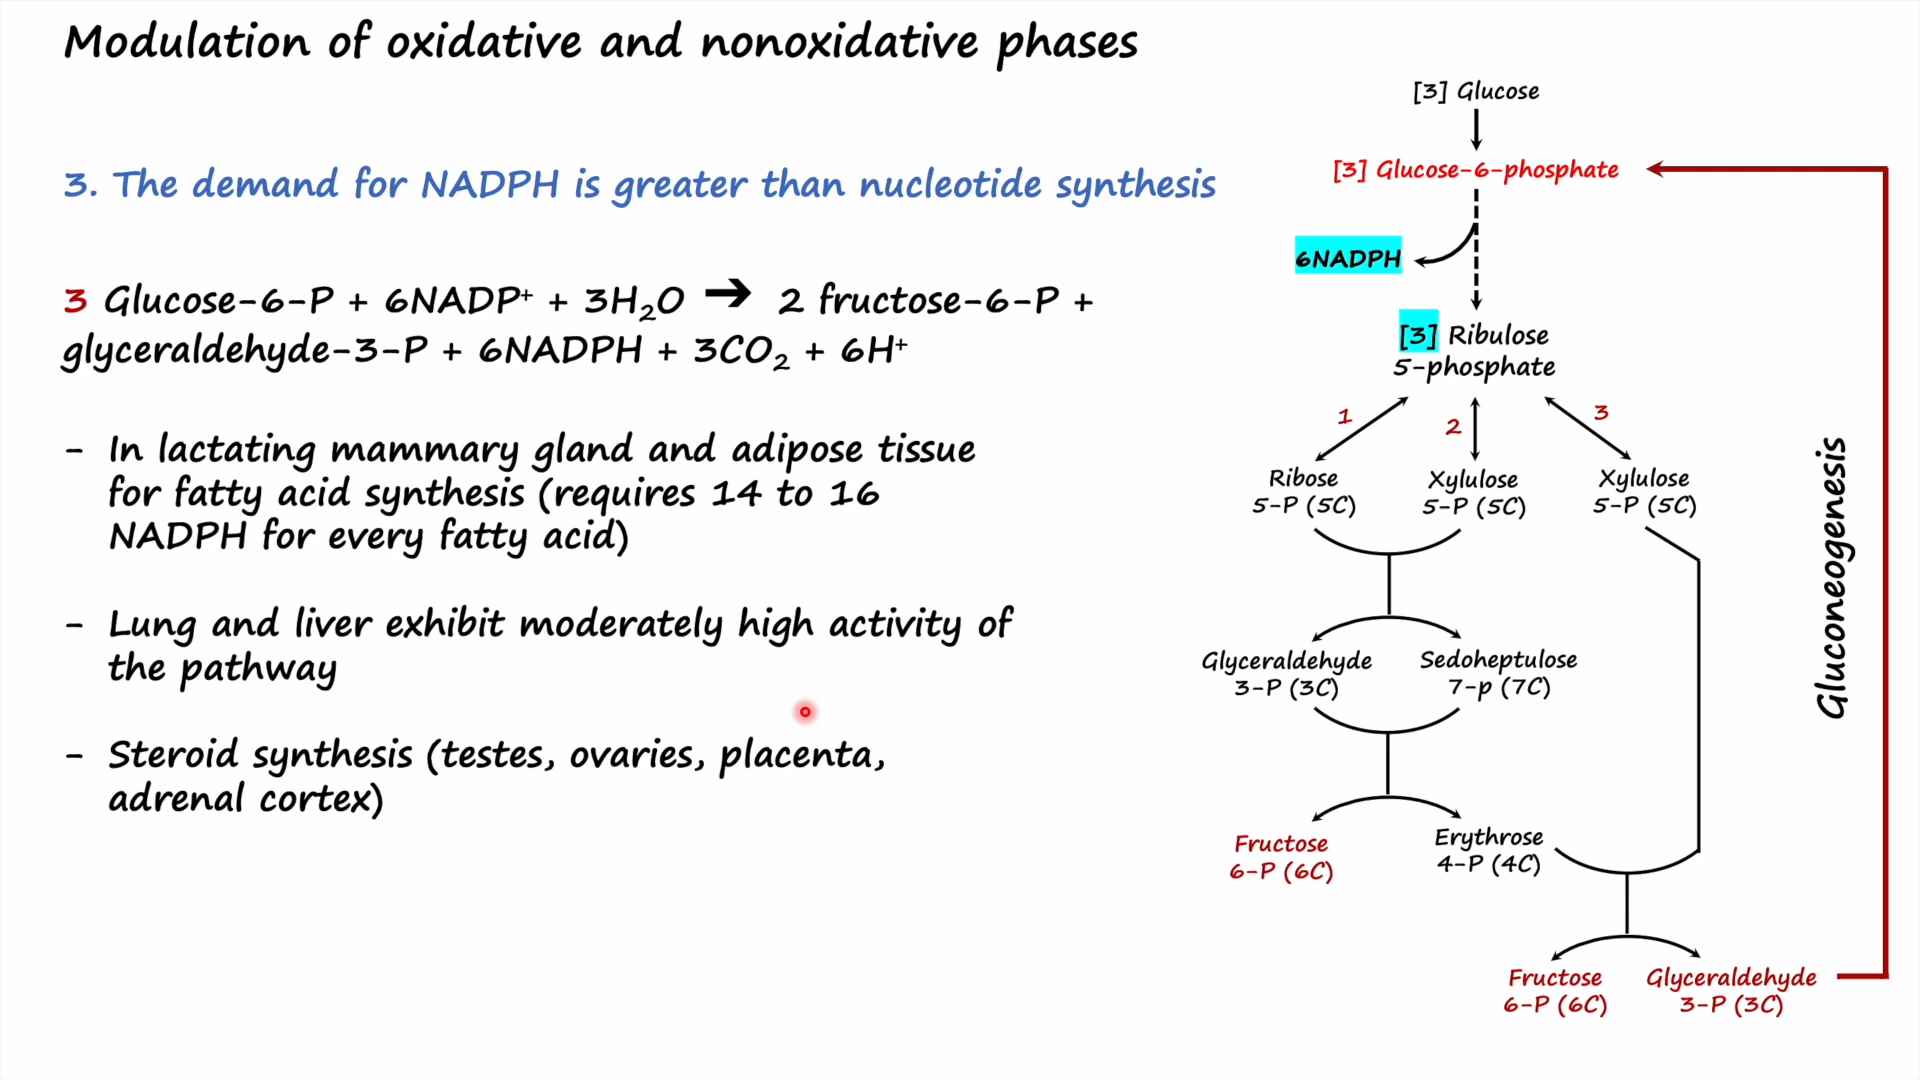 Modulation of oxidative and nonoxidative phases
3. The demand for NADPH is greater than nucleotide synthesis
3 Glucose-6-P + 6NADP⁺ + 3H₂O ➔ 2 fructose-6-P +
glyceraldehyde-3-P + 6NADPH + 3CO₂ + 6H⁺
- In lactating mammary gland and adipose tissue
for fatty acid synthesis (requires 14 to 16
NADPH for every fatty acid)
- Lung and liver exhibit moderately high activity of
the pathway
- Steroid synthesis (testes, ovaries, placenta,
adrenal cortex)
[3] Glucose
[3] Glucose-6-phosphate
6NADPH
[3] Ribulose
5-phosphate
1
2
3
Ribose
5-P (5C)
Xylulose
5-P (5C)
Xylulose
5-P (5C)
Glyceraldehyde
3-P (3C)
Sedoheptulose
7-p (7C)
Fructose
6-P (6C)
Erythrose
4-P (4C)
Fructose
6-P (6C)
Glyceraldehyde
3-P (3C)
Gluconeogenesis